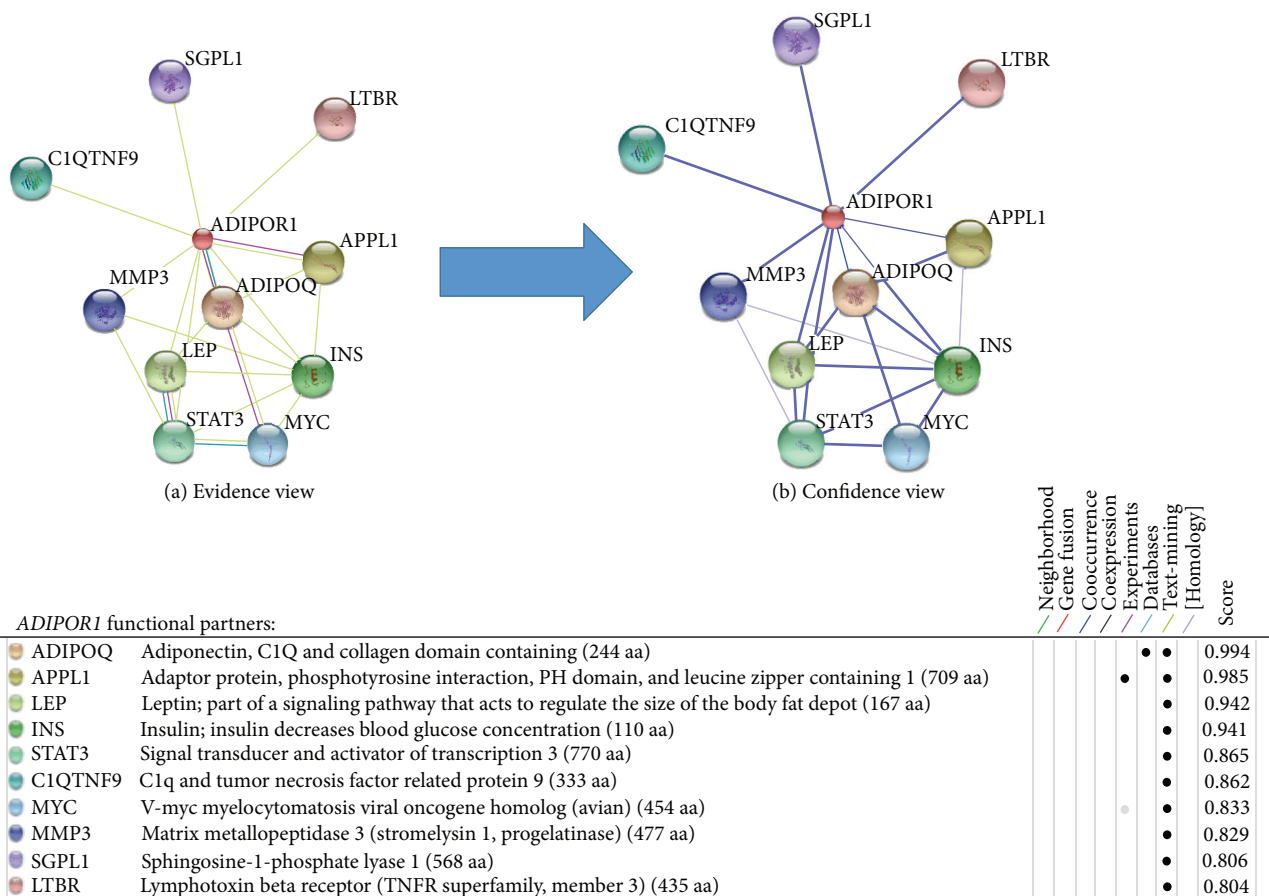 SGPL1
LTBR
C1QTNF9
ADIPOR1
APPL1
MMP3
ADIPOQ
LEP
INS
STAT3
MYC
(a) Evidence view
SGPL1
LTBR
C1QTNF9
ADIPOR1
APPL1
MMP3
ADIPOQ
LEP
INS
STAT3
MYC
(b) Confidence view
Neighborhood
Gene fusion
Cooccurrence
Coexpression
Experiments
Databases
Text-mining
[Homology]
Score
ADIPOR1 functional partners:
ADIPOQ Adiponectin, C1Q and collagen domain containing (244 aa) 0.994
APPL1 Adaptor protein, phosphotyrosine interaction, PH domain, and leucine zipper containing 1 (709 aa) 0.985
LEP Leptin; part of a signaling pathway that acts to regulate the size of the body fat depot (167 aa) 0.942
INS Insulin; insulin decreases blood glucose concentration (110 aa) 0.941
STAT3 Signal transducer and activator of transcription 3 (770 aa) 0.865
C1QTNF9 C1q and tumor necrosis factor related protein 9 (333 aa) 0.862
MYC V-myc myelocytomatosis viral oncogene homolog (avian) (454 aa) 0.833
MMP3 Matrix metallopeptidase 3 (stromelysin 1, progelatinase) (477 aa) 0.829
SGPL1 Sphingosine-1-phosphate lyase 1 (568 aa) 0.806
LTBR Lymphotoxin beta receptor (TNFR superfamily, member 3) (435 aa) 0.804